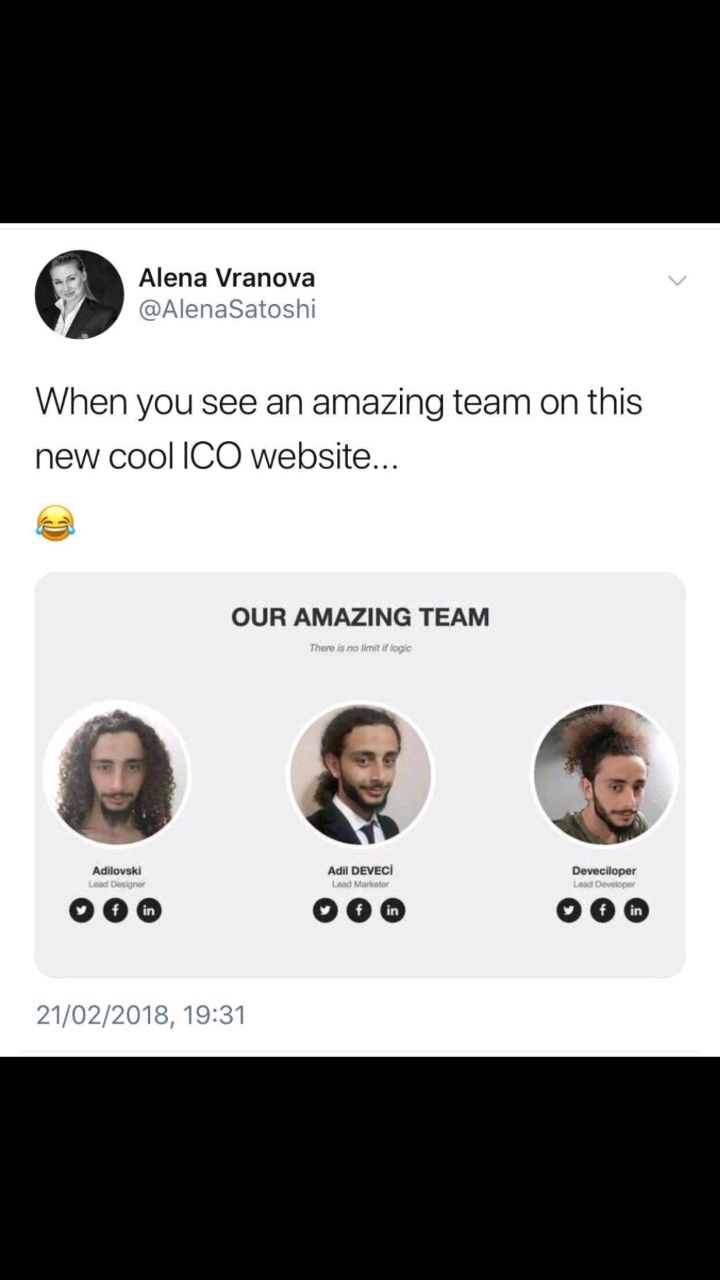 Alena Vranova
@AlenaSatoshi
When you see an amazing team on this
new cool ICO website...
OUR AMAZING TEAM
There is no limit if logic
Adilovski
Lead Designer
Adil DEVECİ
Lead Marketer
Deveciloper
Lead Developer
21/02/2018, 19:31